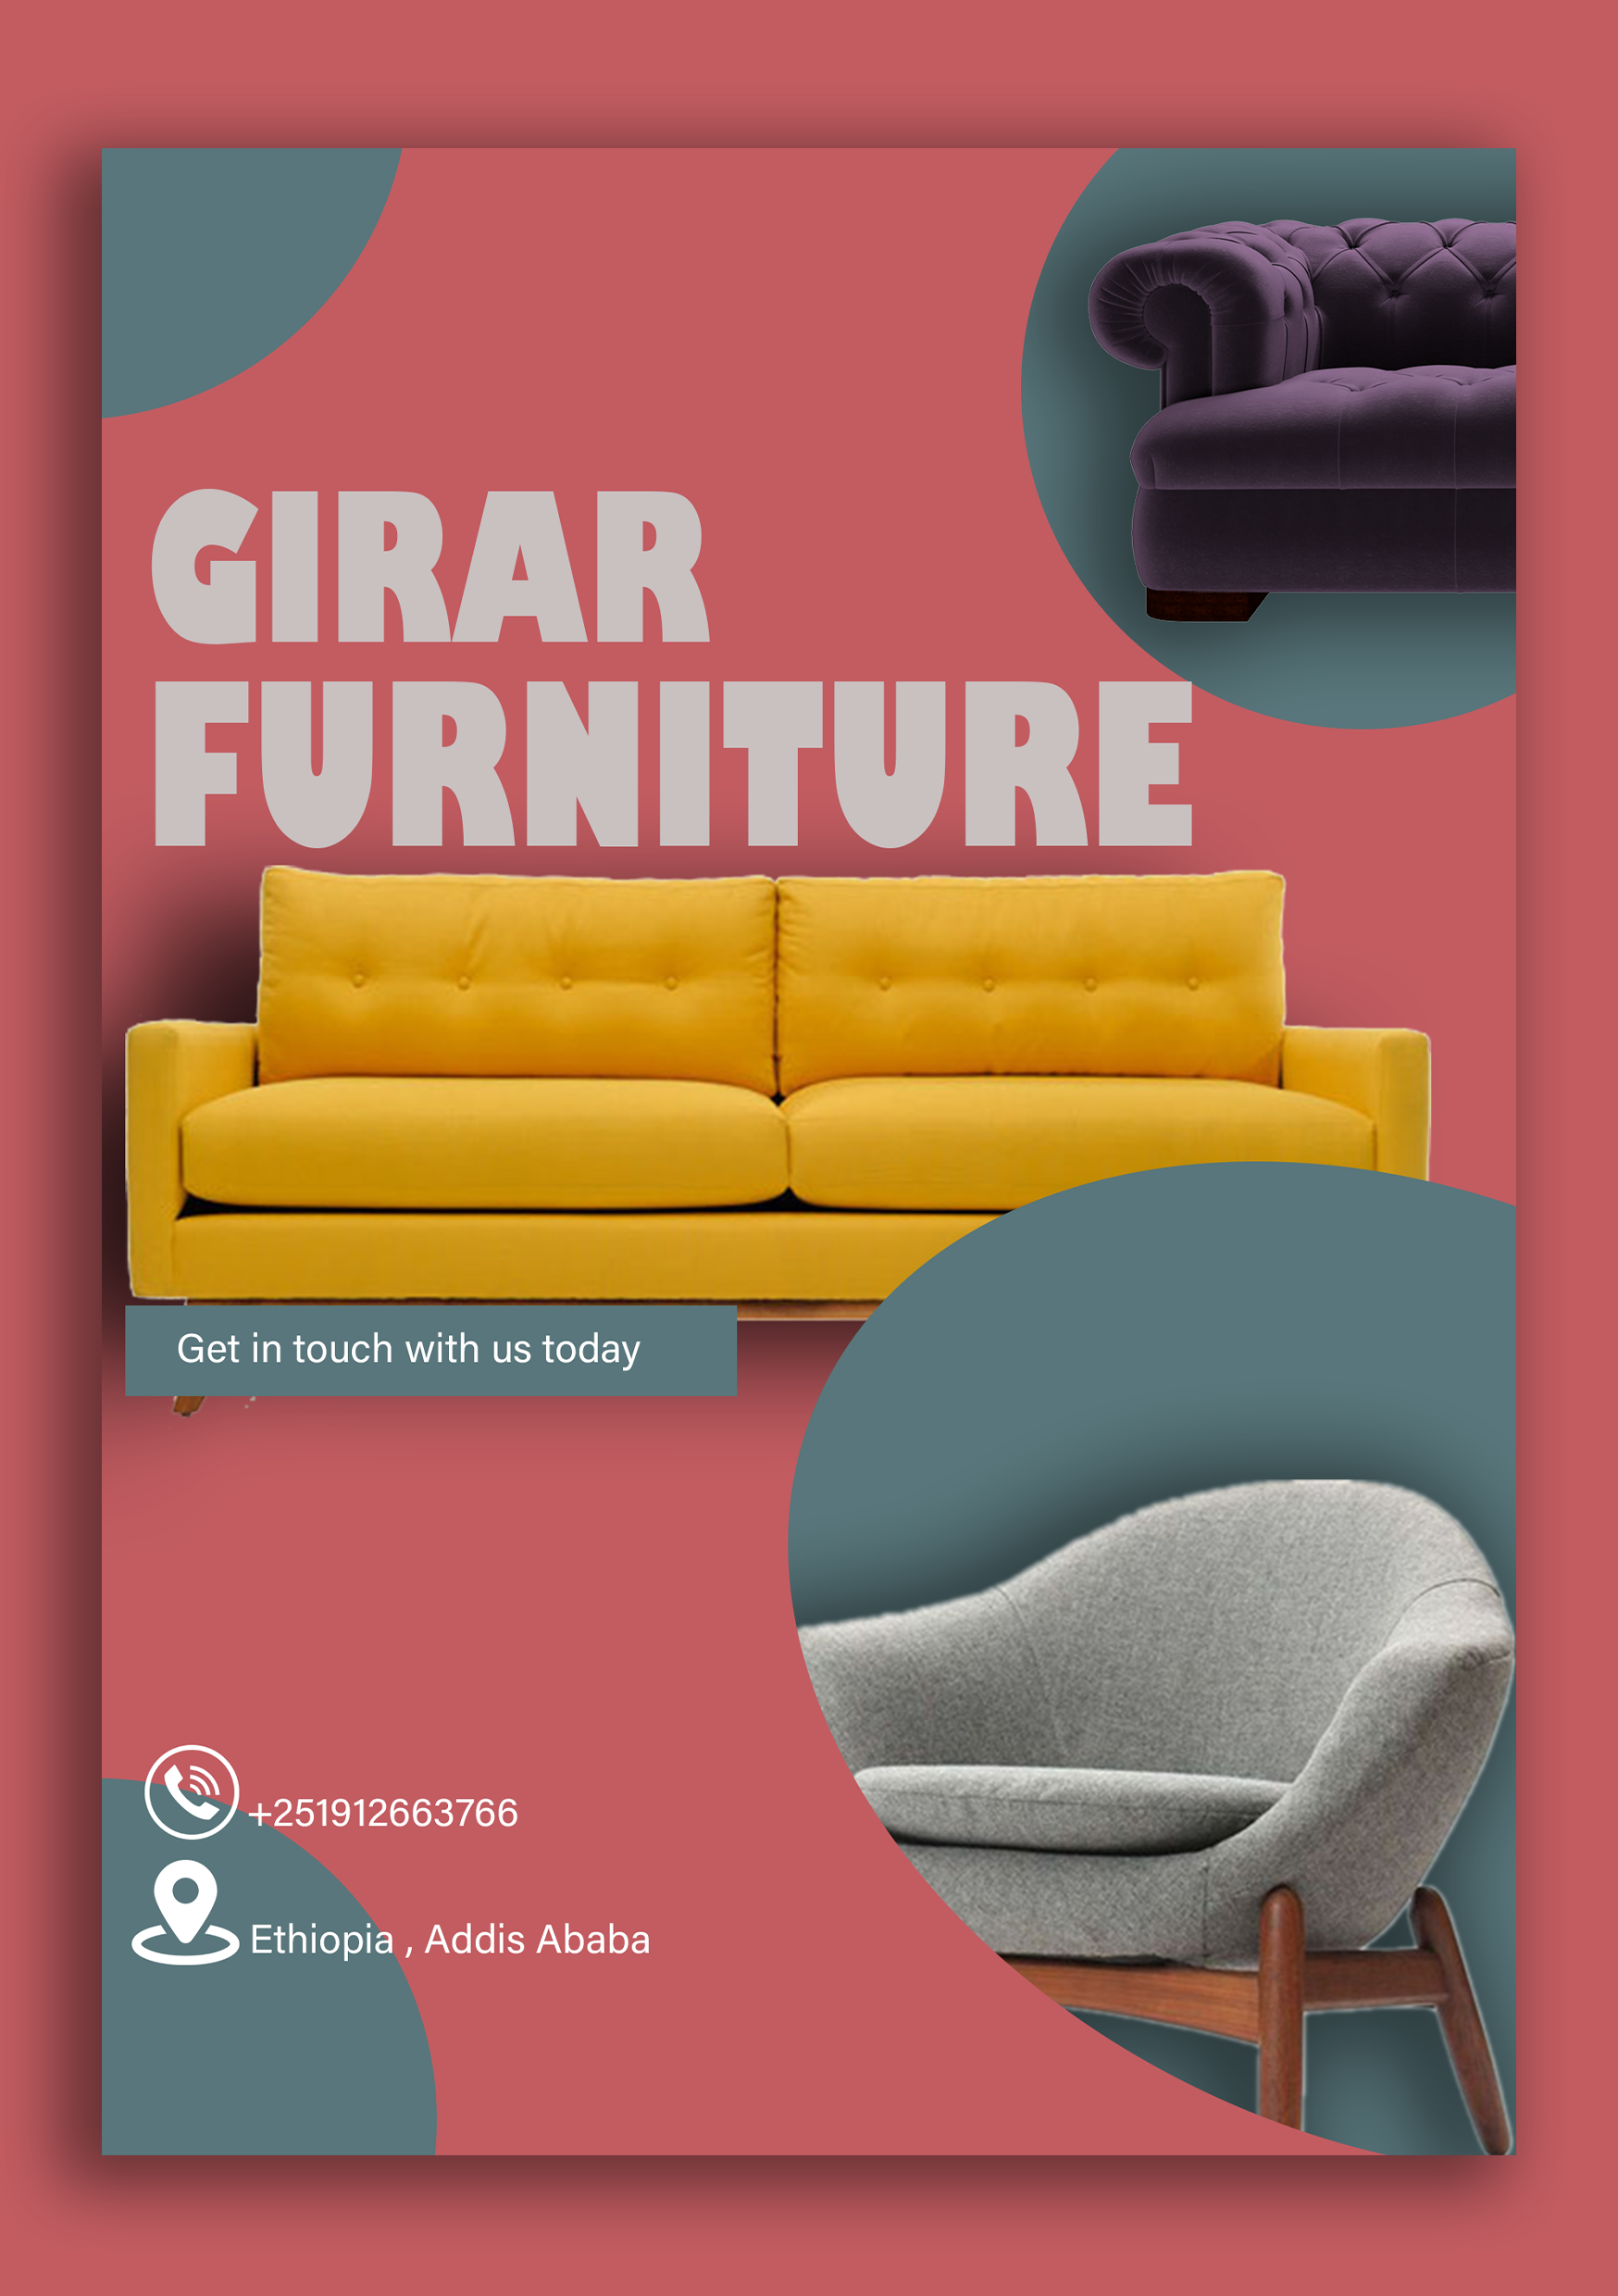 GIRAR
FURNITURE
Get in touch with us today
+251912663766
Ethiopia , Addis Ababa